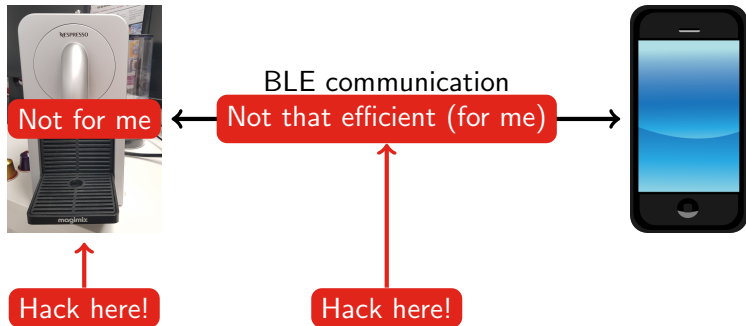 NESPRESSO
BLE communication
Not for me
Not that efficient (for me)
magimix
Hack here!
Hack here!